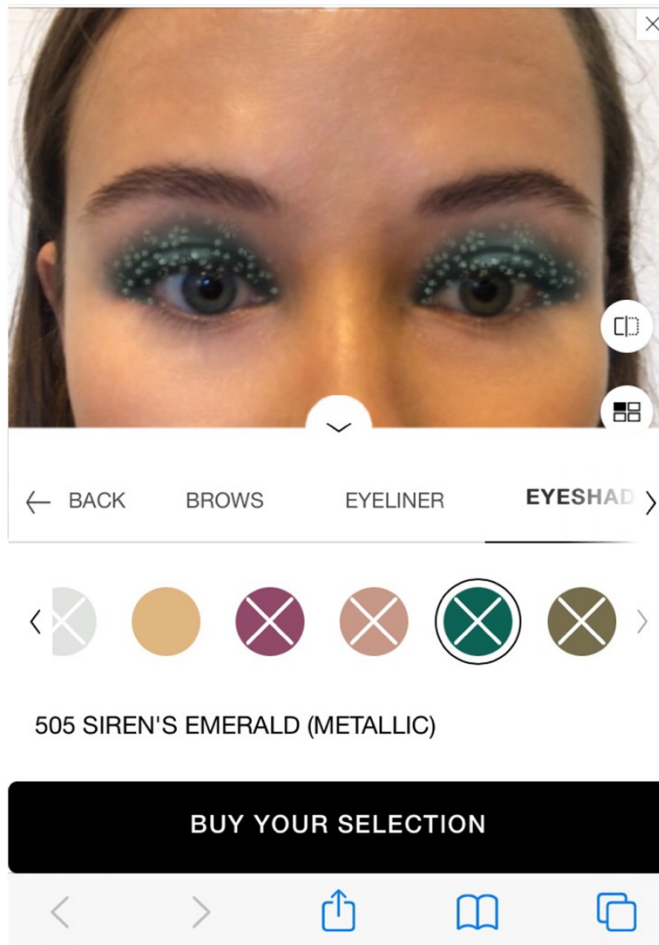 BACK BROWS EYELINER EYESHAD
505 SIREN'S EMERALD (METALLIC)
BUY YOUR SELECTION